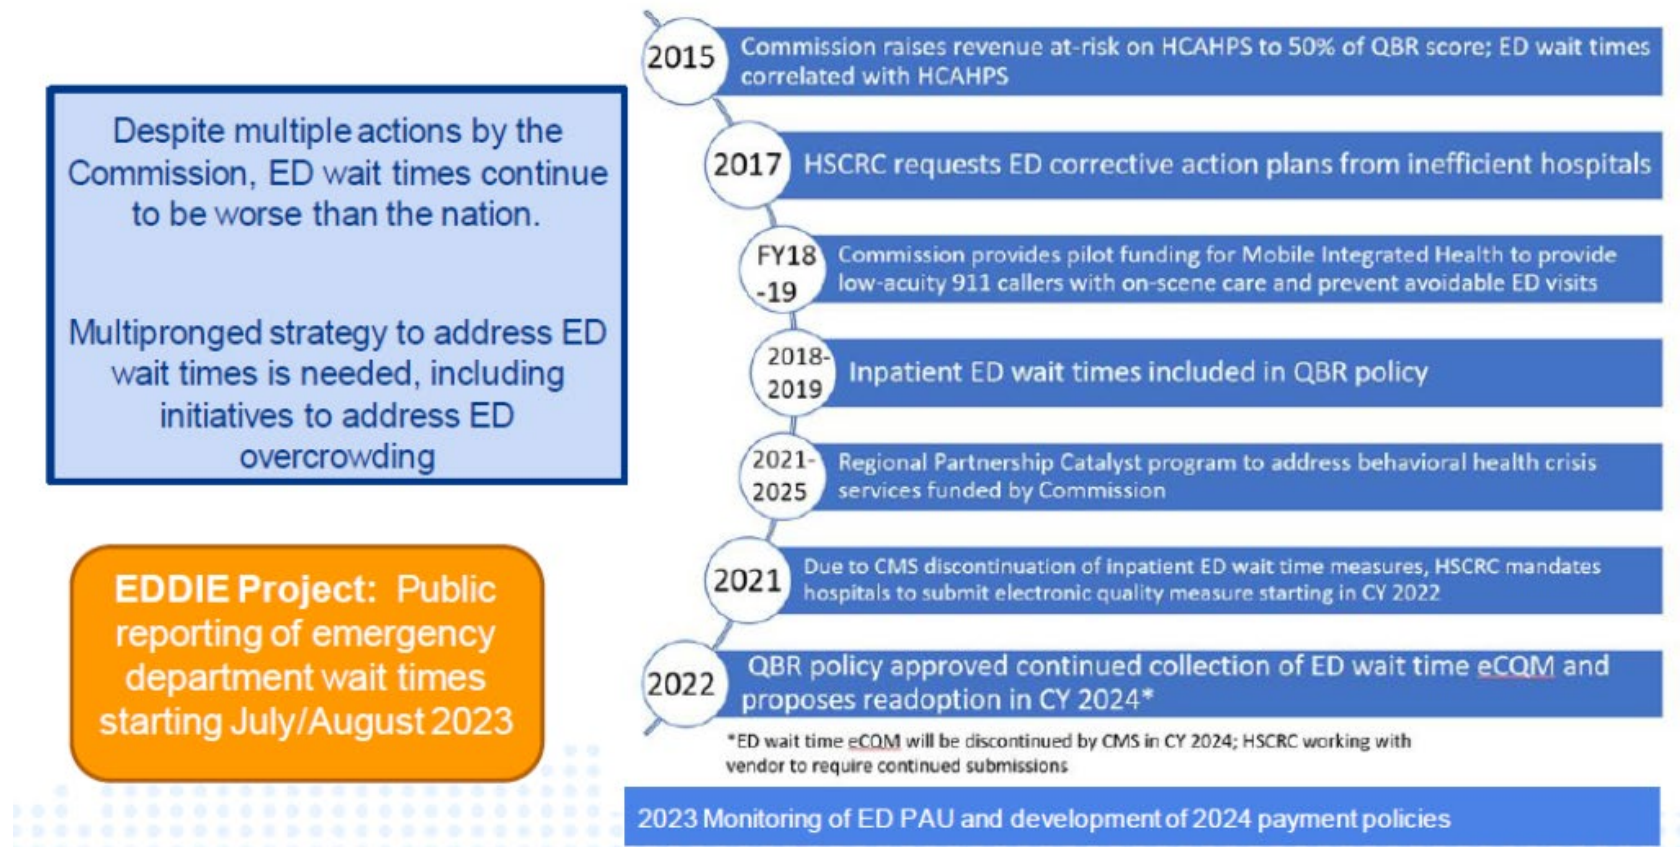 Despite multiple actions by the
Commission, ED wait times continue
to be worse than the nation.
Multipronged strategy to address ED
wait times is needed, including
initiatives to address ED
overcrowding
EDDIE Project: Public
reporting of emergency
department wait times
starting July/August 2023
2015
Commission raises revenue at-risk on HCAHPS to 50% of QBR score; ED wait times
correlated with HCAHPS
2017
HSCRC requests ED corrective action plans from inefficient hospitals
FY18
-19
Commission provides pilot funding for Mobile Integrated Health to provide
low-acuity 911 callers with on-scene care and prevent avoidable ED visits
2018-
2019
Inpatient ED wait times included in QBR policy
2021-
2025
Regional Partnership Catalyst program to address behavioral health crisis
services funded by Commission
2021
Due to CMS discontinuation of inpatient ED wait time measures, HSCRC mandates
hospitals to submit electronic quality measure starting in CY 2022
2022
QBR policy approved continued collection of ED wait time eCQM and
proposes readoption in CY 2024*
*ED wait time eCQM will be discontinued by CMS in CY 2024; HSCRC working with
vendor to require continued submissions
2023 Monitoring of ED PAU and development of 2024 payment policies